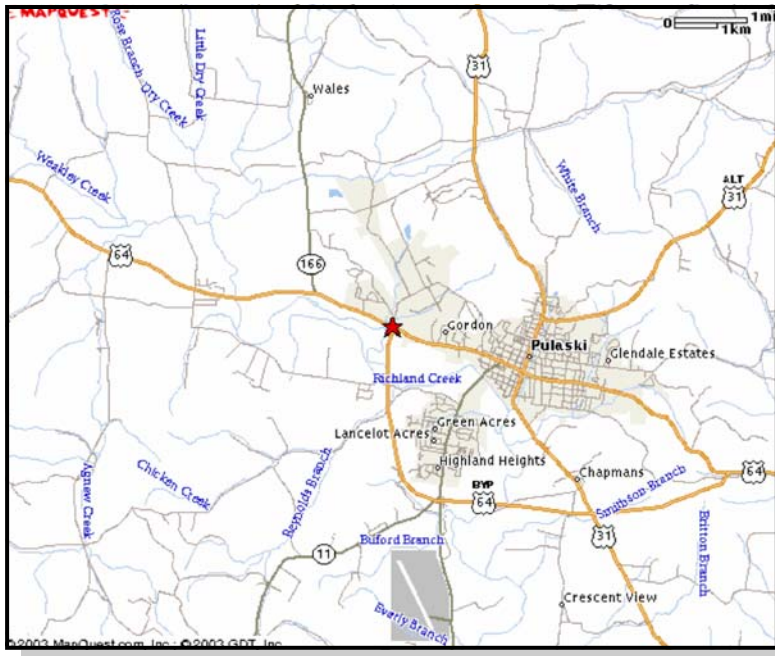 MAPQUEST
0 1mi
1km
31
Wales
Rose Branch
Dry Creek
Little Dry Creek
Weakley Creek
White Branch
ALT
31
64
166
Gordon
Pulaski
Glendale Estates
Richland Creek
Green Acres
Lancelot Acres
Highland Heights
Chapmans
64
Agnew Creek
Chicken Creek
Reynolds Branch
BYP
64
Smithson Branch
31
Britton Branch
Buford Branch
11
Everly Branch
Crescent View
©2003 MapQuest.com, Inc.; ©2003 GDT, Inc.